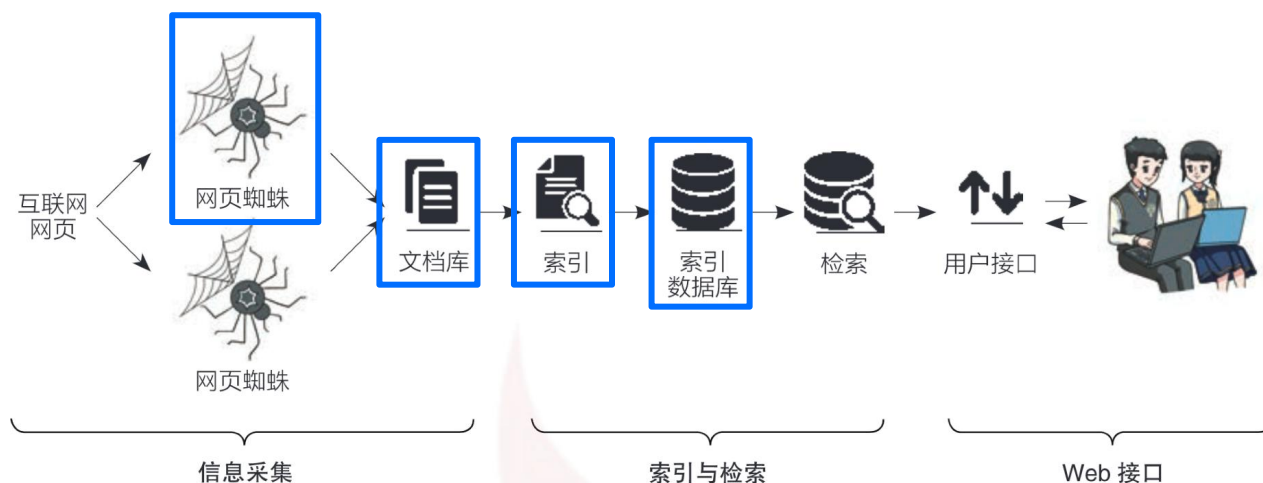 互联网
网页
网页蜘蛛
网页蜘蛛
文档库
索引
索引
数据库
检索
用户接口
信息采集
索引与检索
Web 接口